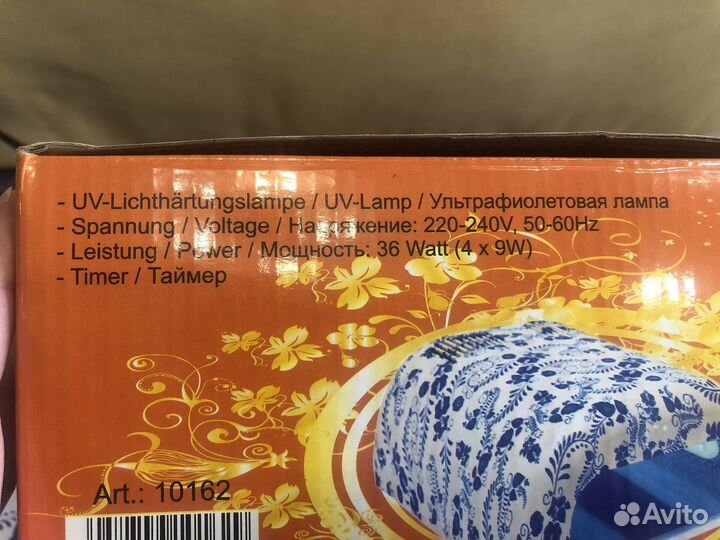 - UV-Lichthärtungslampe / UV-Lamp / Ультрафиолетовая лампа
- Spannung / Voltage / Напряжение: 220-240V, 50-60Hz
- Leistung / Power / Мощность: 36 Watt (4 x 9W)
- Timer / Таймер
Art.: 10162
Avito